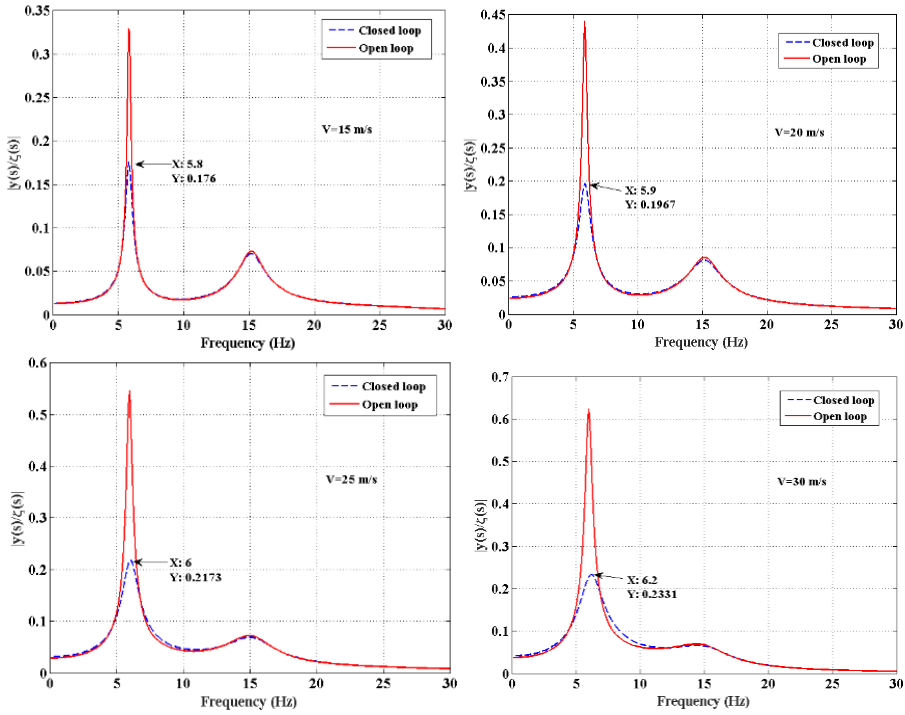 0.35
0.3
0.25
0.2
0.15
0.1
0.05
0
0
5
10
15
20
25
30
|y(s)/ζ(s)|
Frequency (Hz)
Closed loop
Open loop
V=15 m/s
X: 5.8
Y: 0.176
0.45
0.40
0.35
0.30
0.25
0.20
0.15
0.10
0.05
0
0
5
10
15
20
25
30
|y(s)/ζ(s)|
Frequency (Hz)
Closed loop
Open loop
V=20 m/s
X: 5.9
Y: 0.1967
0.6
0.5
0.4
0.3
0.2
0.1
0
0
5
10
15
20
25
30
|y(s)/ζ(s)|
Frequency (Hz)
Closed loop
Open loop
V=25 m/s
X: 6
Y: 0.2173
0.7
0.6
0.5
0.4
0.3
0.2
0.1
0
0
5
10
15
20
25
30
|y(s)/ζ(s)|
Frequency (Hz)
Closed loop
Open loop
V=30 m/s
X: 6.2
Y: 0.2331